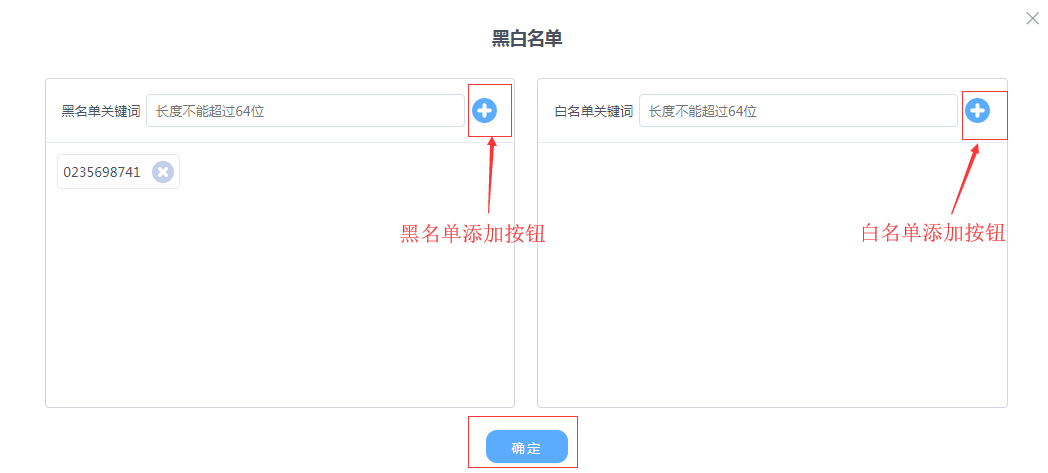 黑白名单
黑名单关键词 长度不能超过64位
0235698741
黑名单添加按钮
白名单关键词 长度不能超过64位
白名单添加按钮
确定